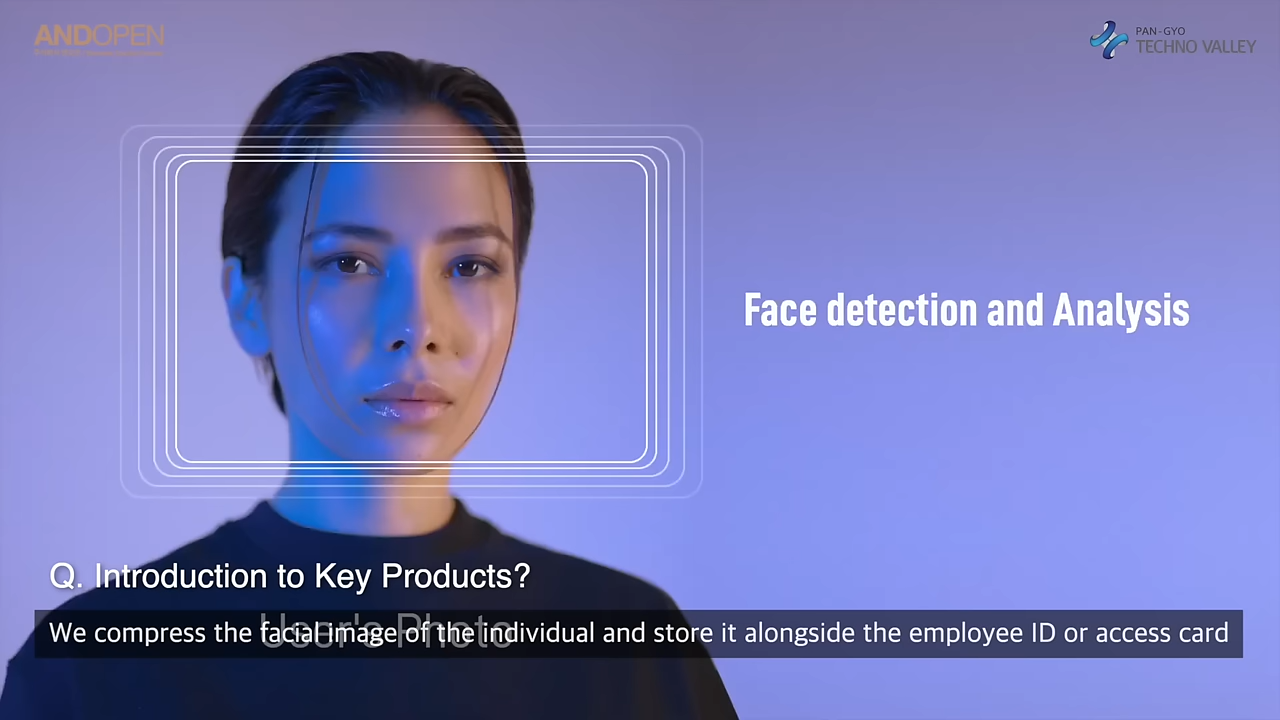 ANDOPEN
PAN-GYO
TECHNO VALLEY
Face detection and Analysis
Q. Introduction to Key Products?
User's Photo
We compress the facial image of the individual and store it alongside the employee ID or access card